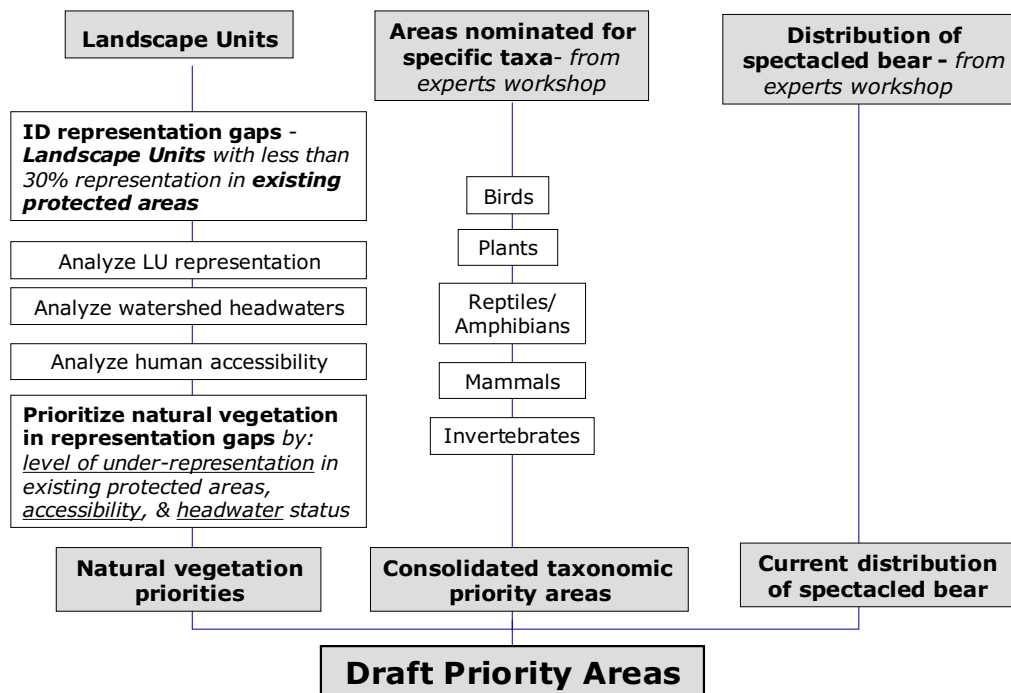 Landscape Units
ID representation gaps -
Landscape Units with less than
30% representation in existing
protected areas
Analyze LU representation
Analyze watershed headwaters
Analyze human accessibility
Prioritize natural vegetation
in representation gaps by:
level of under-representation in
existing protected areas,
accessibility, & headwater status
Natural vegetation
priorities
Areas nominated for
specific taxa- from
experts workshop
Birds
Plants
Reptiles/
Amphibians
Mammals
Invertebrates
Consolidated taxonomic
priority areas
Distribution of
spectacled bear - from
experts workshop
Current distribution
of spectacled bear
Draft Priority Areas